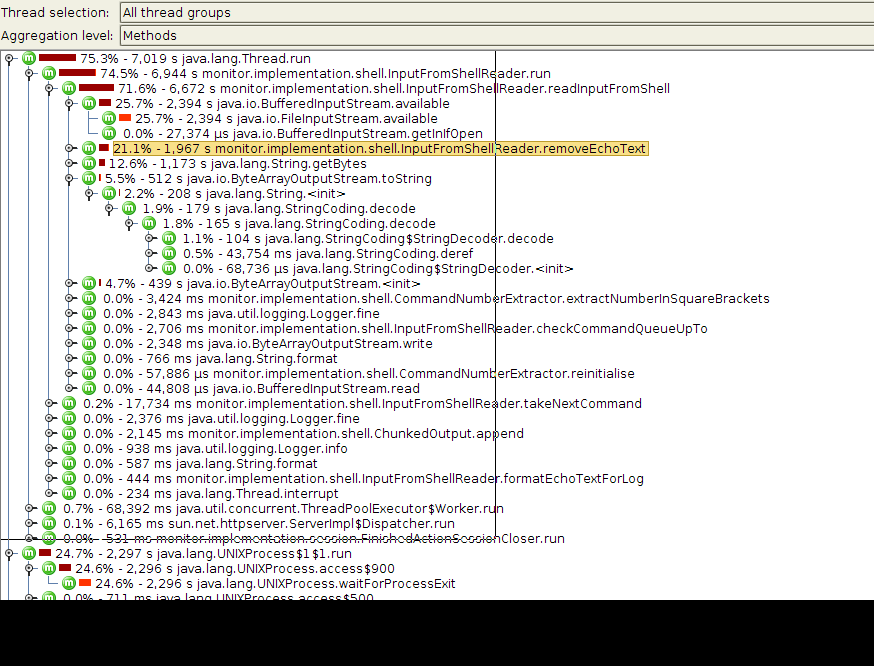 Thread selection: All thread groups
Aggregation level: Methods
m 75.3% - 7,019 s java.lang.Thread.run
m 74.5% - 6,944 s monitor.implementation.shell.InputFromShellReader.run
m 71.6% - 6,672 s monitor.implementation.shell.InputFromShellReader.readInputFromShell
m 25.7% - 2,394 s java.io.BufferedInputStream.available
m 25.7% - 2,394 s java.io.FileInputStream.available
m 0.0% - 27,374 µs java.io.BufferedInputStream.getInIfOpen
m 21.1% - 1,967 s monitor.implementation.shell.InputFromShellReader.removeEchoText
m 12.6% - 1,173 s java.lang.String.getBytes
m 5.5% - 512 s java.io.ByteArrayOutputStream.toString
m 2.2% - 208 s java.lang.String.<init>
m 1.9% - 179 s java.lang.StringCoding.decode
m 1.8% - 165 s java.lang.StringCoding.decode
m 1.1% - 104 s java.lang.StringCoding$StringDecoder.decode
m 0.5% - 43,754 ms java.lang.StringCoding.deref
m 0.0% - 68,736 µs java.lang.StringCoding$StringDecoder.<init>
m 4.7% - 439 s java.io.ByteArrayOutputStream.<init>
m 0.0% - 3,424 ms monitor.implementation.shell.CommandNumberExtractor.extractNumberInSquareBrackets
m 0.0% - 2,843 ms java.util.logging.Logger.fine
m 0.0% - 2,706 ms monitor.implementation.shell.InputFromShellReader.checkCommandQueueUpTo
m 0.0% - 2,348 ms java.io.ByteArrayOutputStream.write
m 0.0% - 766 ms java.lang.String.format
m 0.0% - 57,886 µs monitor.implementation.shell.CommandNumberExtractor.reinitialise
m 0.0% - 44,808 µs java.io.BufferedInputStream.read
m 0.2% - 17,734 ms monitor.implementation.shell.InputFromShellReader.takeNextCommand
m 0.0% - 2,376 ms java.util.logging.Logger.fine
m 0.0% - 2,145 ms monitor.implementation.shell.ChunkedOutput.append
m 0.0% - 938 ms java.util.logging.Logger.info
m 0.0% - 587 ms java.lang.String.format
m 0.0% - 444 ms monitor.implementation.shell.InputFromShellReader.formatEchoTextForLog
m 0.0% - 234 ms java.lang.Thread.interrupt
m 0.7% - 68,392 ms java.util.concurrent.ThreadPoolExecutor$Worker.run
m 0.1% - 6,165 ms sun.net.httpserver.ServerImpl$Dispatcher.run
m 0.0% - 531 ms monitor.implementation.session.FinishedActionSessionCloser.run
m 24.7% - 2,297 s java.lang.UNIXProcess$1$1.run
m 24.6% - 2,296 s java.lang.UNIXProcess.access$900
m 24.6% - 2,296 s java.lang.UNIXProcess.waitForProcessExit
m 0.0% - 711 ms java.lang.UNIXProcess.access$500